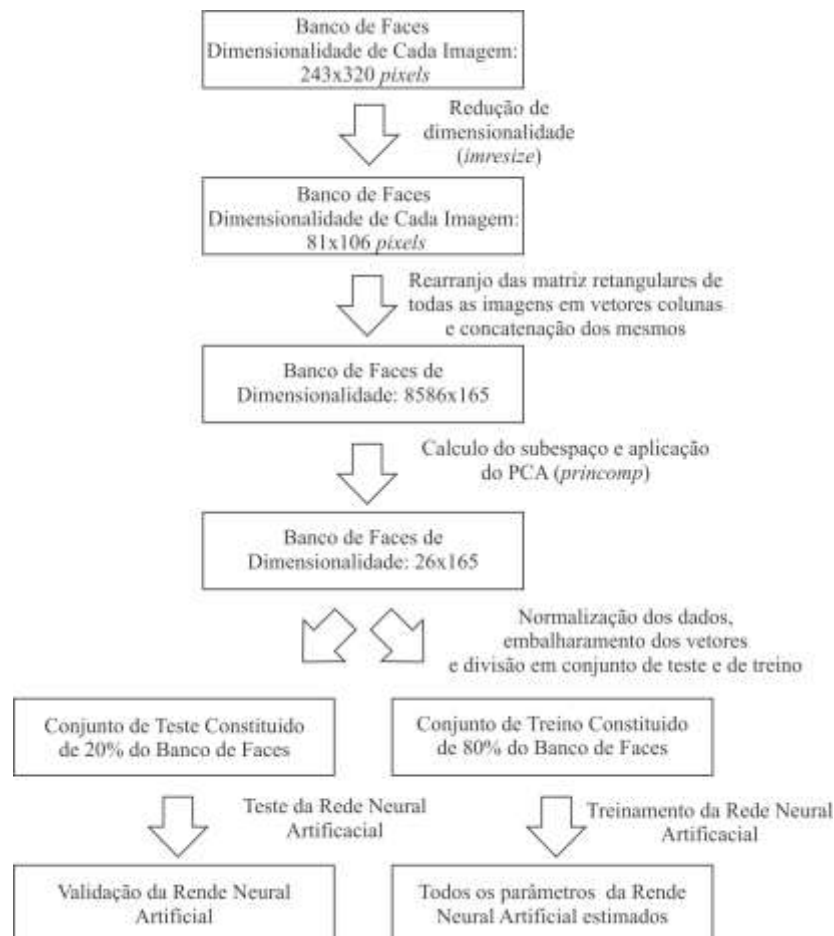 Banco de Faces
Dimensionalidade de Cada Imagem:
243x320 pixels
Redução de
dimensionalidade
(imresize)
Banco de Faces
Dimensionalidade de Cada Imagem:
81x106 pixels
Rearranjo das matriz retangulares de
todas as imagens em vetores colunas
e concatenação dos mesmos
Banco de Faces de
Dimensionalidade: 8586x165
Calculo do subespaço e aplicação
do PCA (princomp)
Banco de Faces de
Dimensionalidade: 26x165
Normalização dos dados,
embalharamento dos vetores
e divisão em conjunto de teste e de treino
Conjunto de Teste Constituido
de 20% do Banco de Faces
Conjunto de Treino Constituido
de 80% do Banco de Faces
Teste da Rede Neural
Artificacial
Treinamento da Rede Neural
Artificacial
Validação da Rende Neural
Artificial
Todos os parâmetros da Rende
Neural Artificial estimados